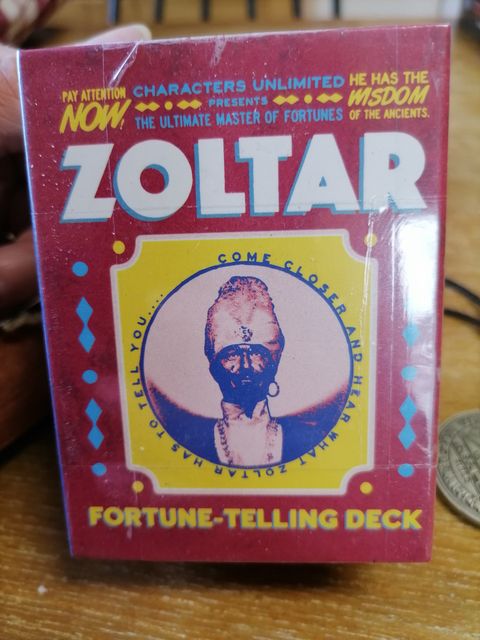 PAY ATTENTION
NOW!
CHARACTERS UNLIMITED
PRESENTS
THE ULTIMATE MASTER OF FORTUNES
HE HAS THE
WISDOM
OF THE ANCIENTS.
ZOLTAR
COME CLOSER AND HEAR WHAT ZOLTAR HAS TO TELL YOU....
FORTUNE-TELLING DECK